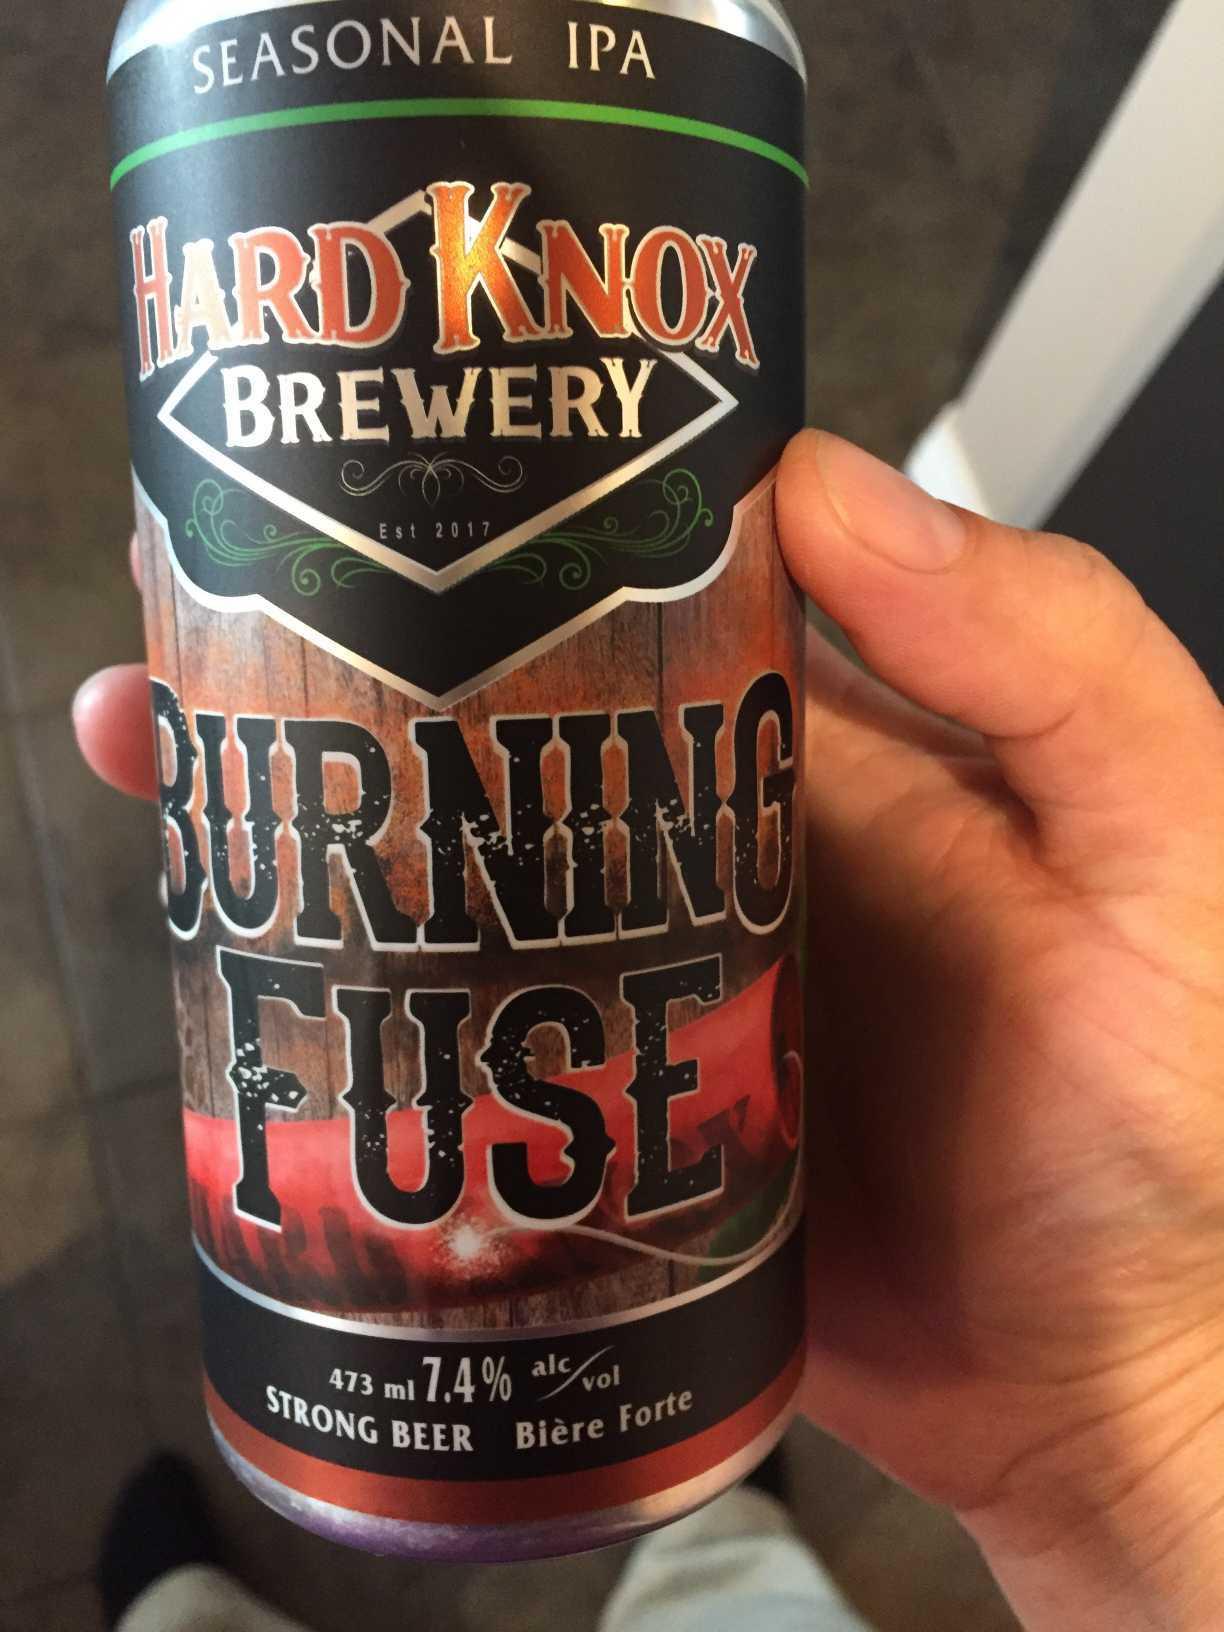 SEASONAL IPA
HARD KNOX
BREWERY
Est 2017
BURNING
FUSE
473 ml 7.4% alc/vol
STRONG BEER Bière Forte